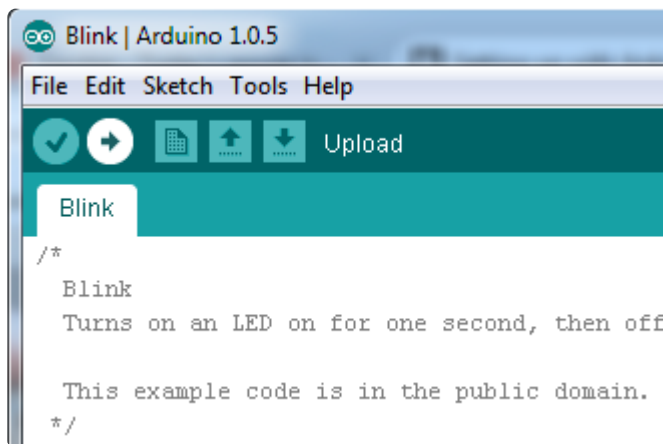 Blink | Arduino 1.0.5
File Edit Sketch Tools Help
Upload
Blink
/*
Blink
Turns on an LED on for one second, then off
This example code is in the public domain.
*/